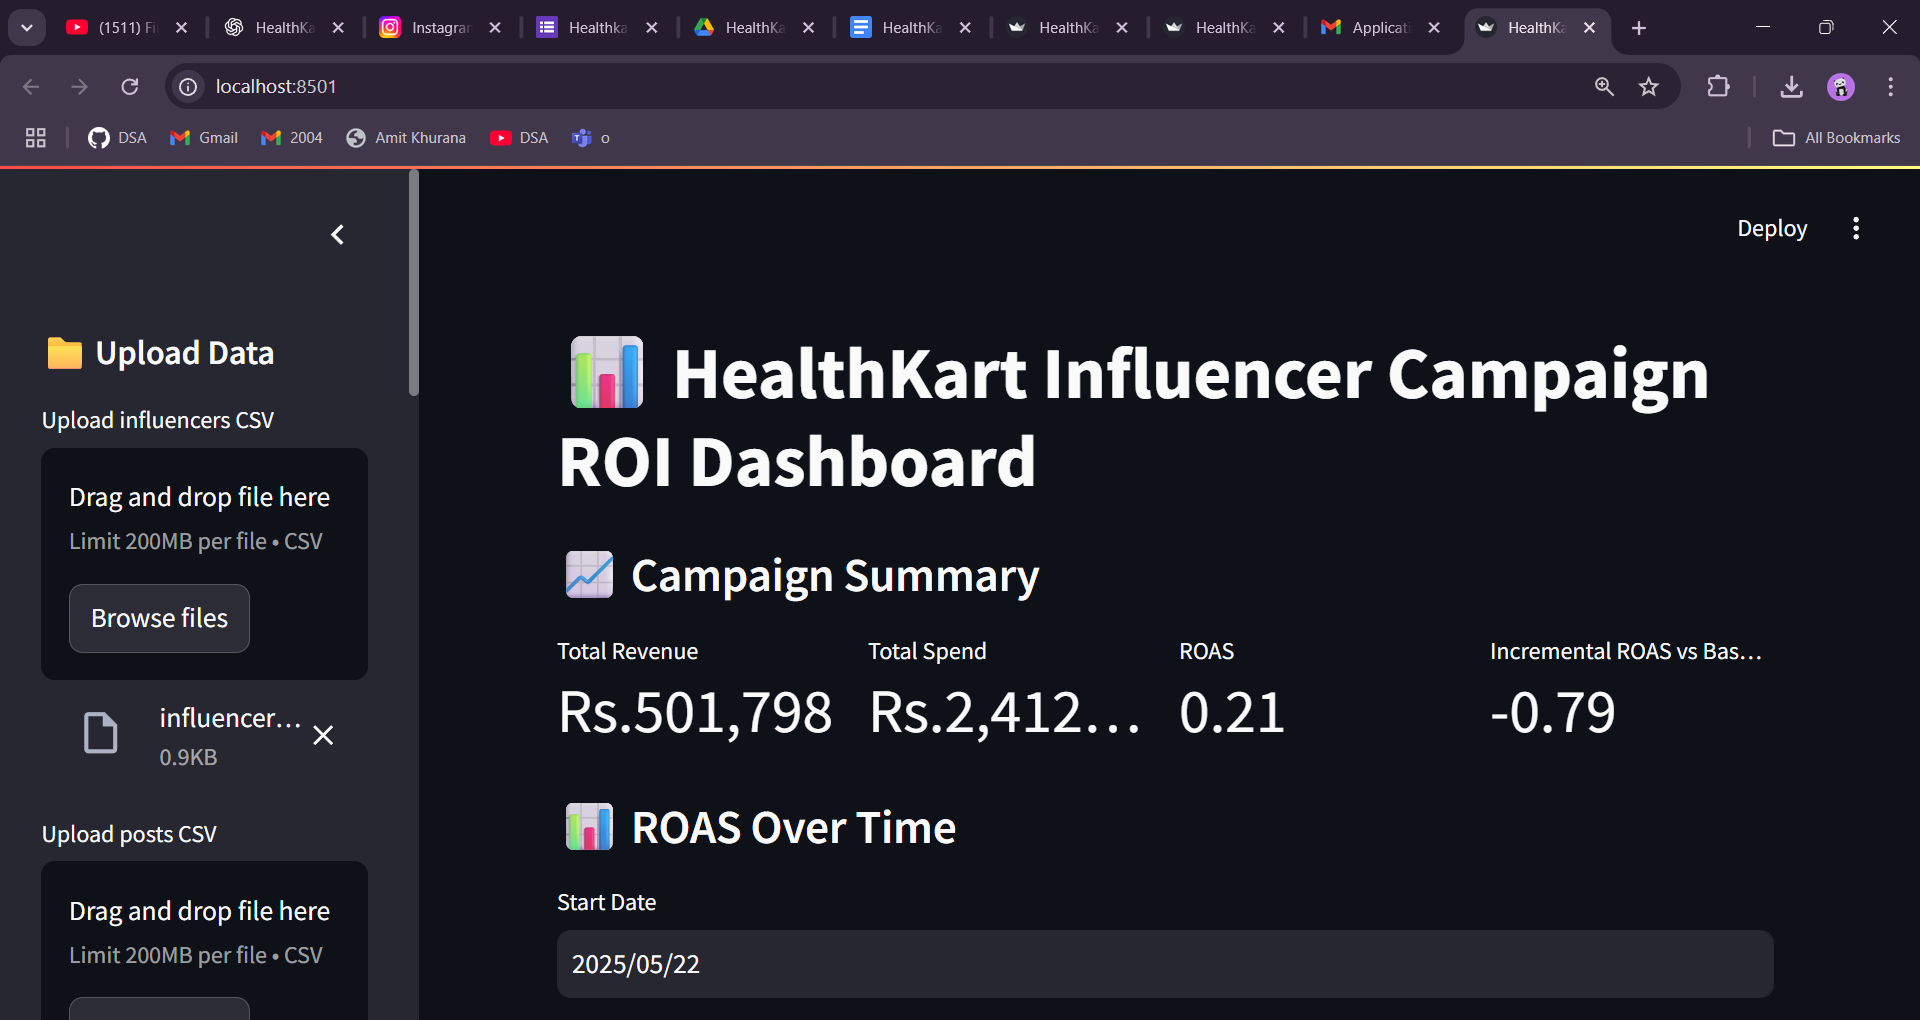 (1511) Fi
HealthKa
Instagrar
Healthka
HealthKa
HealthKa
HealthKa
HealthKa
Applicati
HealthKa
localhost:8501
DSA
Gmail
2004
Amit Khurana
DSA
o
All Bookmarks
Deploy
Upload Data
Upload influencers CSV
Drag and drop file here
Limit 200MB per file • CSV
Browse files
influencer...
0.9KB
Upload posts CSV
Drag and drop file here
Limit 200MB per file • CSV
HealthKart Influencer Campaign
ROI Dashboard
Campaign Summary
Total Revenue
Rs.501,798
Total Spend
Rs.2,412...
ROAS
0.21
Incremental ROAS vs Bas...
-0.79
ROAS Over Time
Start Date
2025/05/22